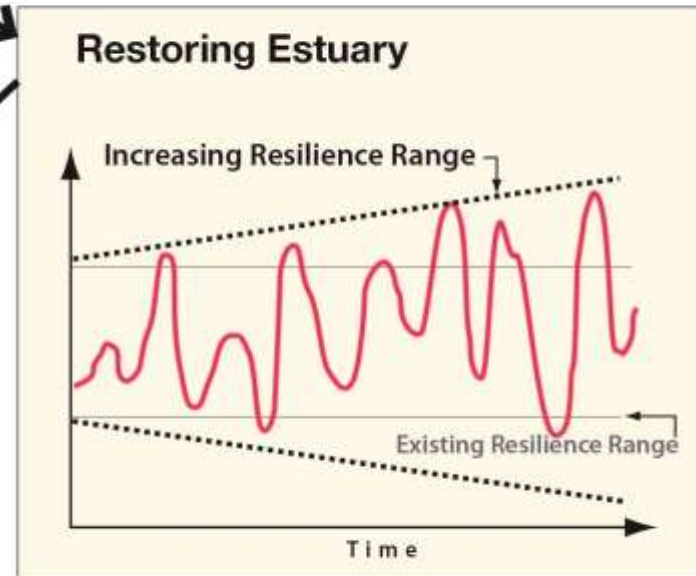 Restoring Estuary
Increasing Resilience Range
Existing Resilience Range
Time